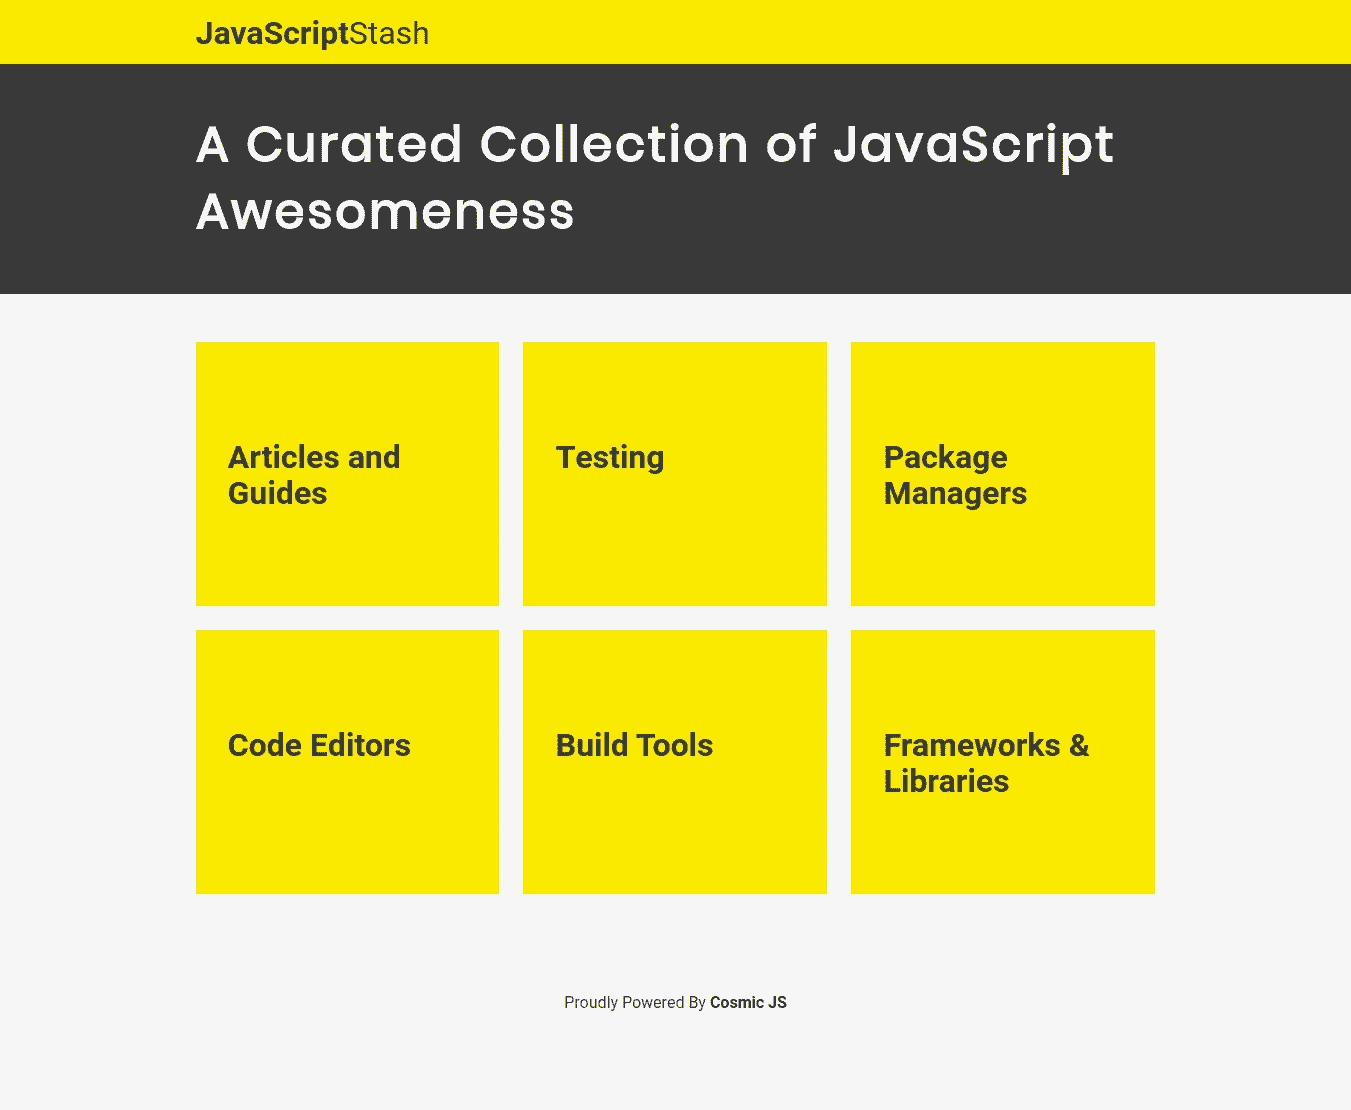 JavaScriptStash
A Curated Collection of JavaScript
Awesomeness
Articles and
Guides
Testing
Package
Managers
Code Editors
Build Tools
Frameworks &
Libraries
Proudly Powered By Cosmic JS